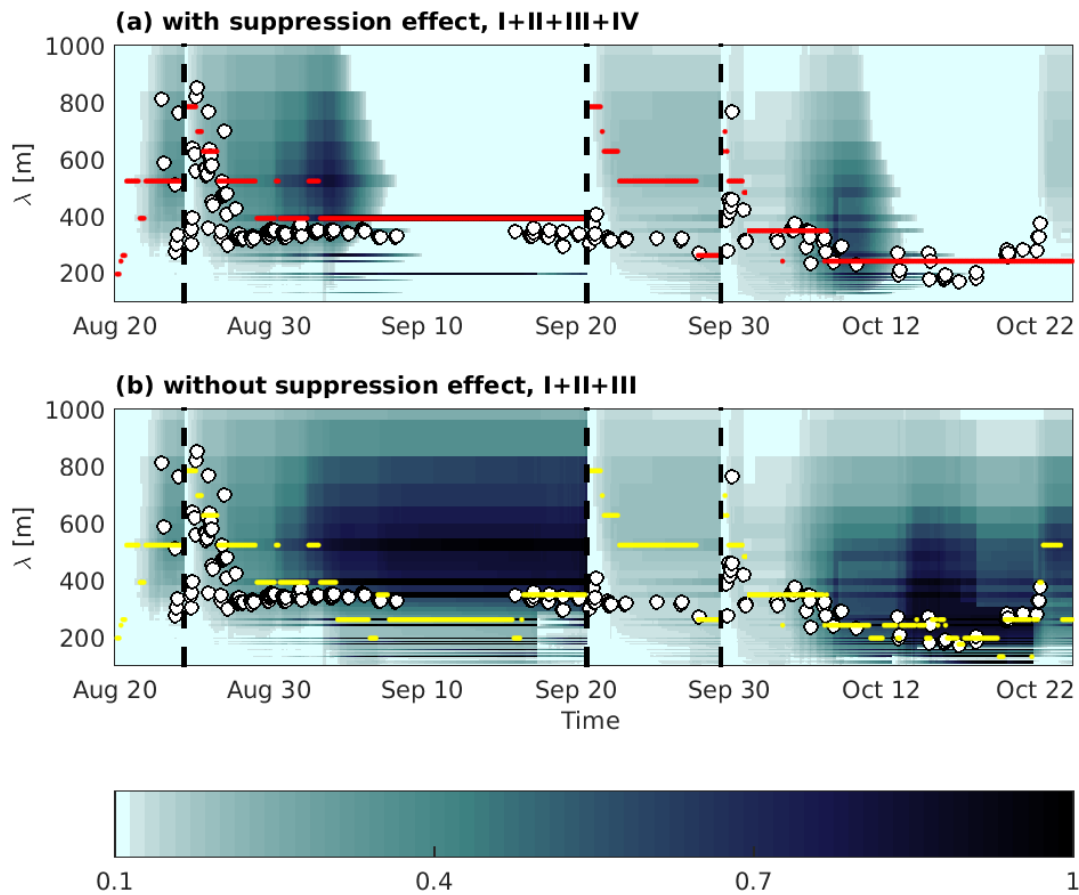 (a) with suppression effect, I+II+III+IV
1000
800
600
400
200
λ [m]
Aug 20 Aug 30 Sep 10 Sep 20 Sep 30 Oct 12 Oct 22
(b) without suppression effect, I+II+III
1000
800
600
400
200
λ [m]
Aug 20 Aug 30 Sep 10 Sep 20 Sep 30 Oct 12 Oct 22
Time
0.1 0.4 0.7 1